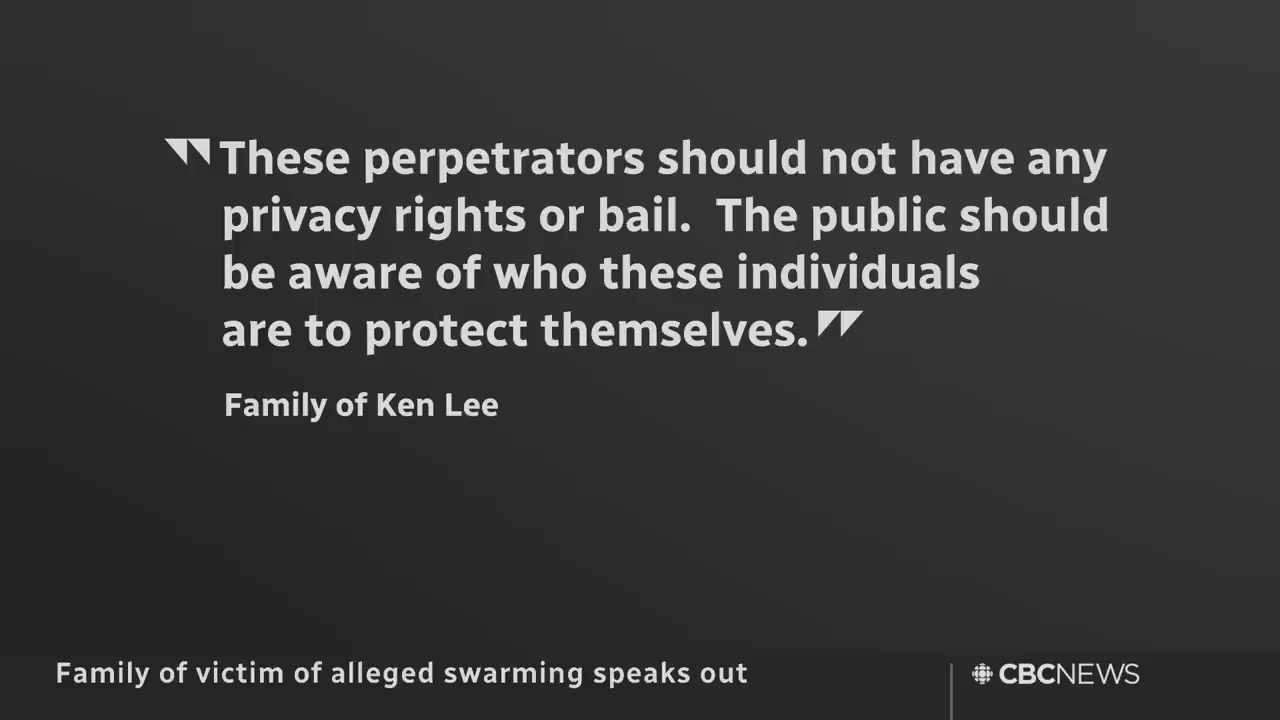 "These perpetrators should not have any
privacy rights or bail.  The public should
be aware of who these individuals
are to protect themselves."
Family of Ken Lee
Family of victim of alleged swarming speaks out
CBCNEWS